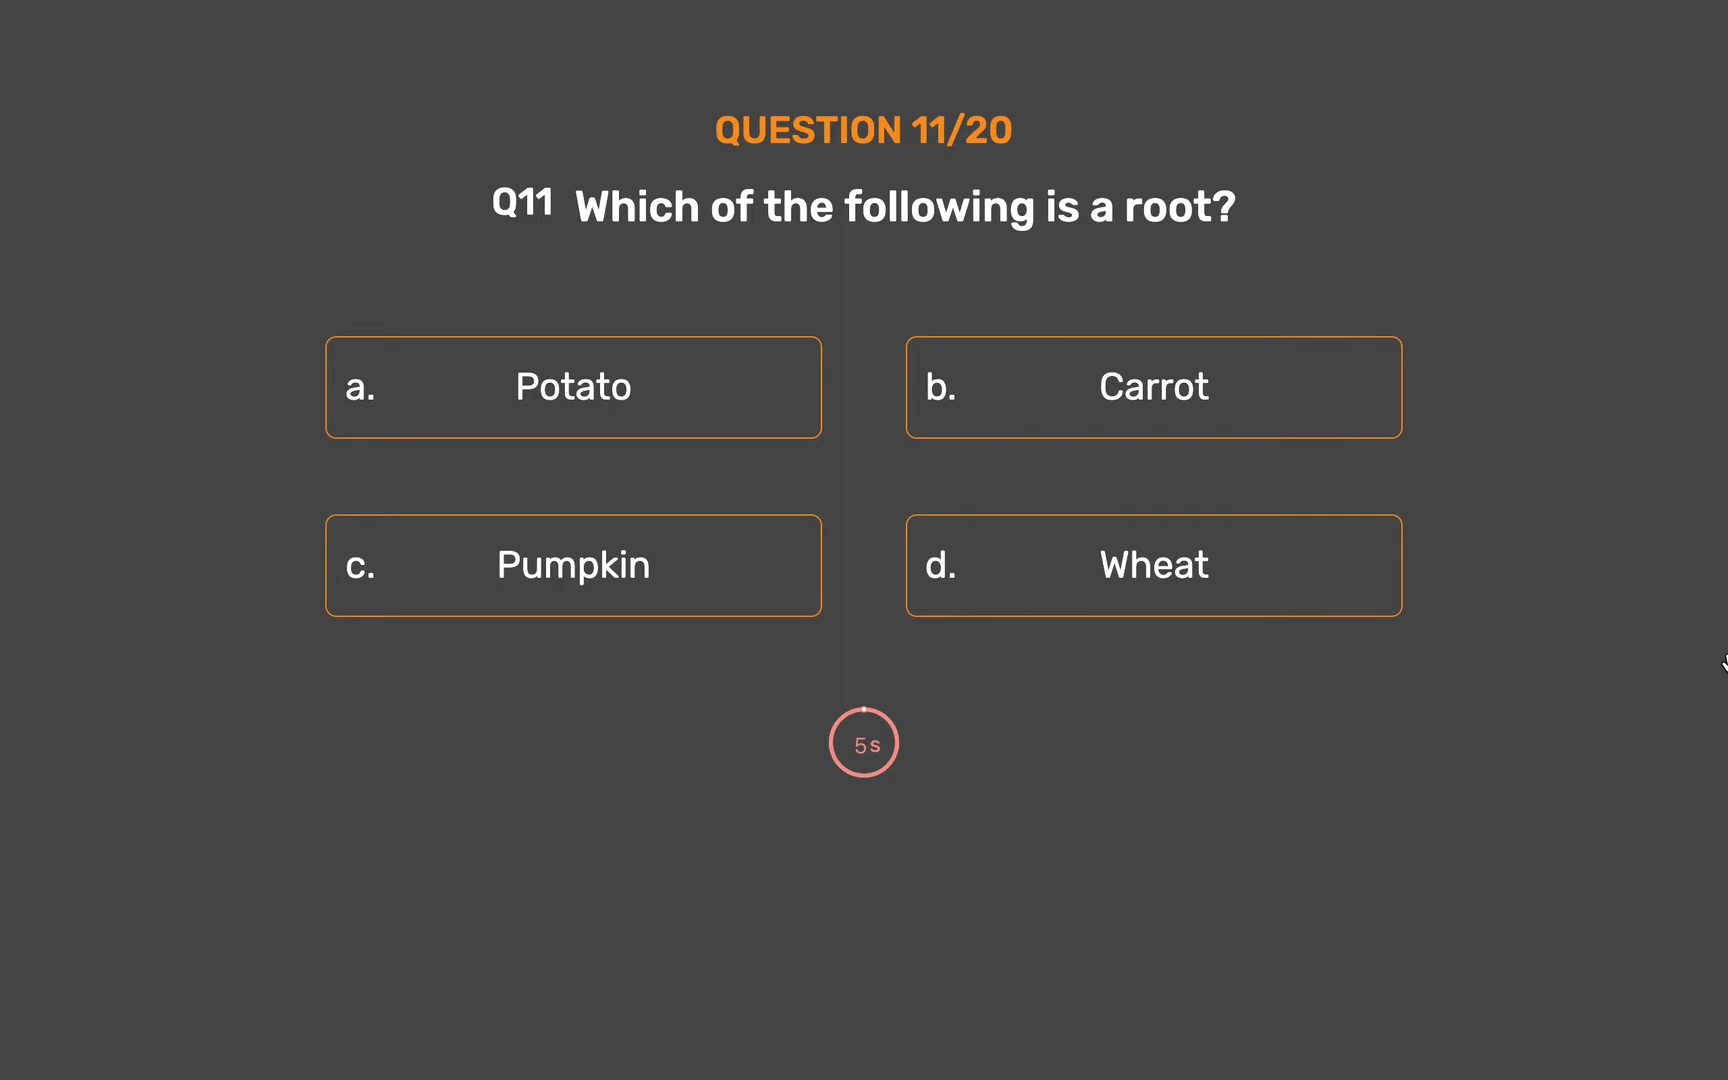 QUESTION 11/20
Q11 Which of the following is a root?
a. Potato
b. Carrot
c. Pumpkin
d. Wheat
5s